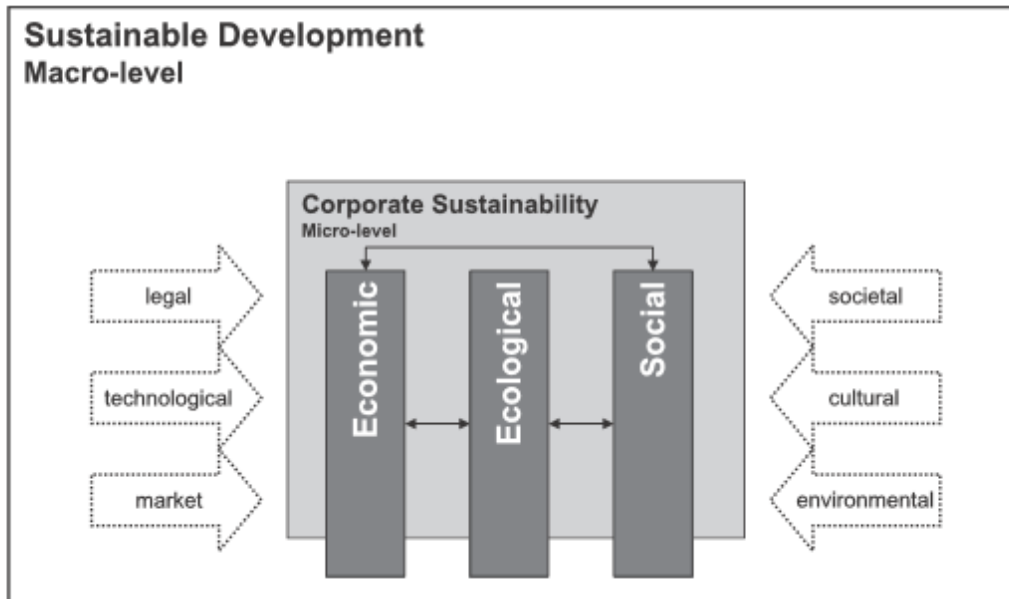 Sustainable Development
Macro-level
Corporate Sustainability
Micro-level
legal
technological
market
Economic
Ecological
Social
societal
cultural
environmental